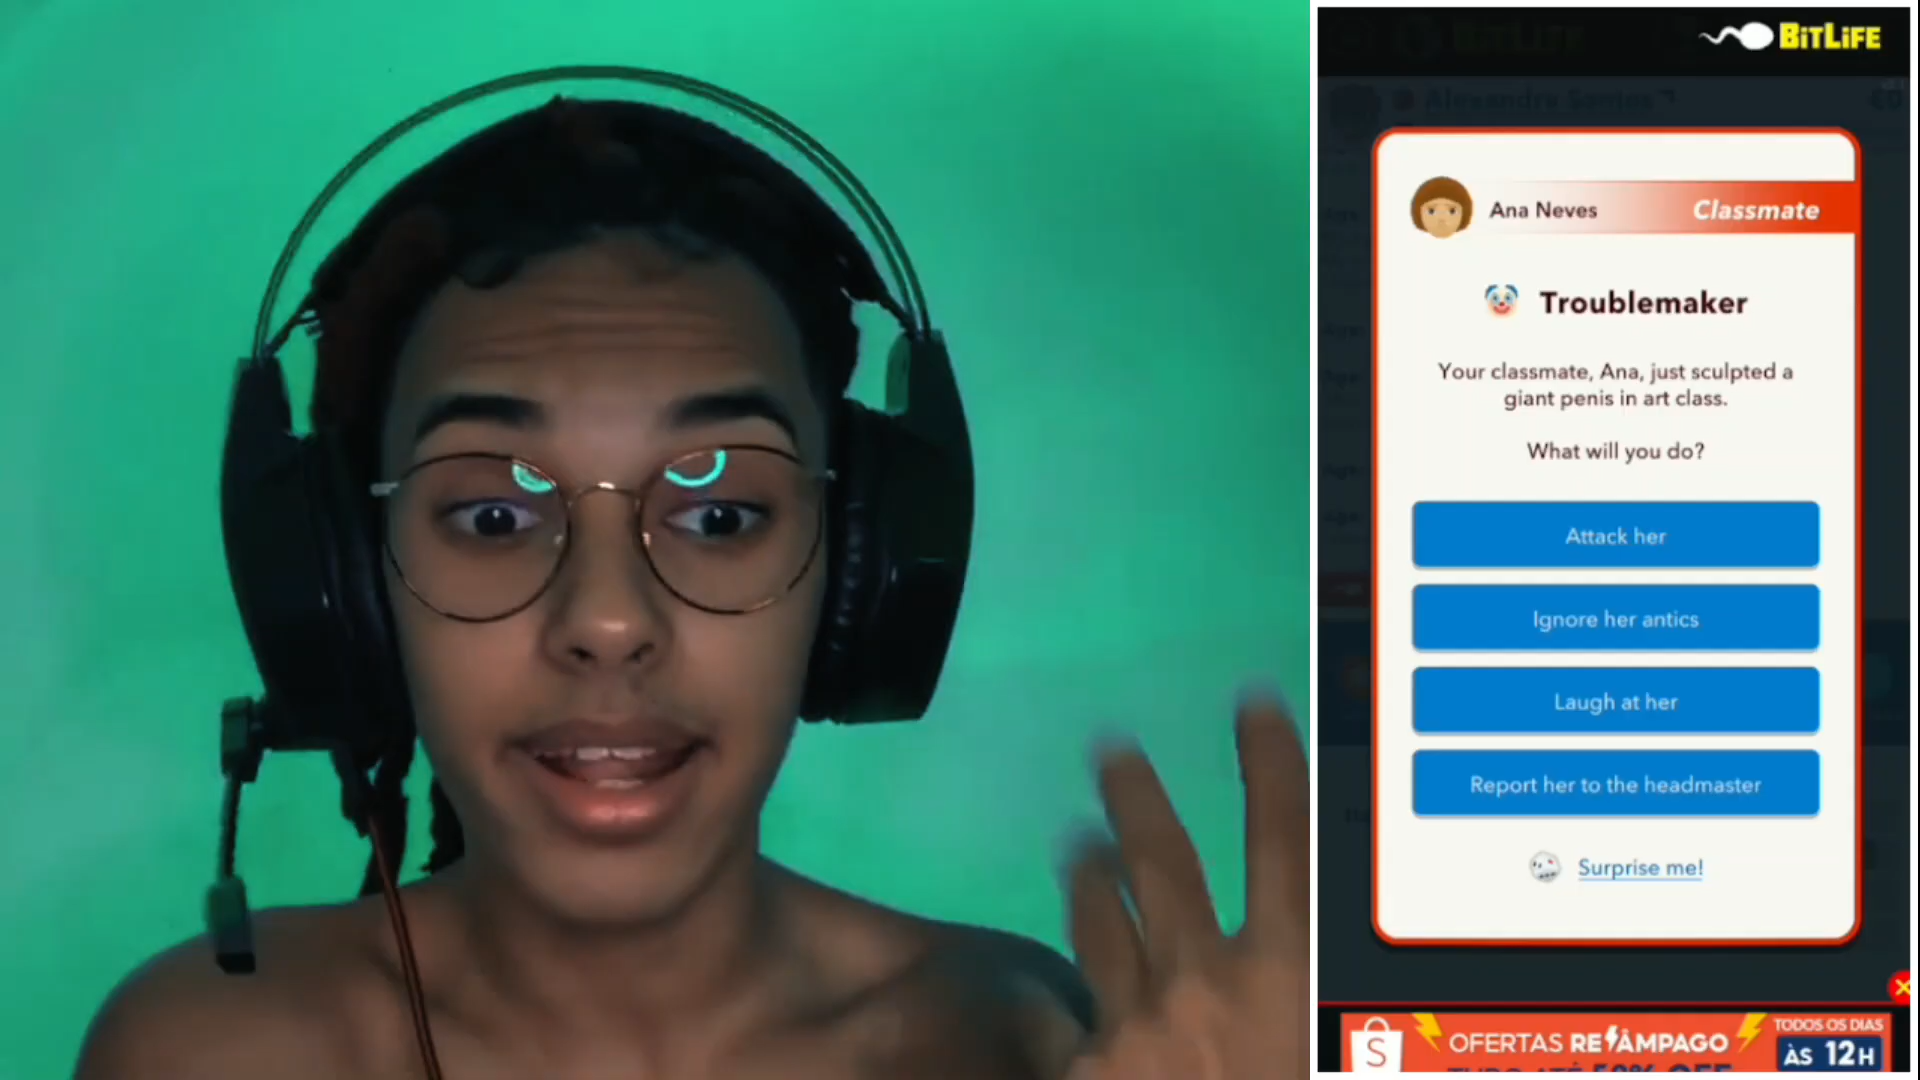 BitLife
Alexandre Santos
Ana Neves
Classmate
Troublemaker
Your classmate, Ana, just sculpted a
giant penis in art class.
What will you do?
Attack her
Ignore her antics
Laugh at her
Report her to the headmaster
Surprise me!
OFERTAS RELÂMPAGO
TODOS OS DIAS
ÀS 12H